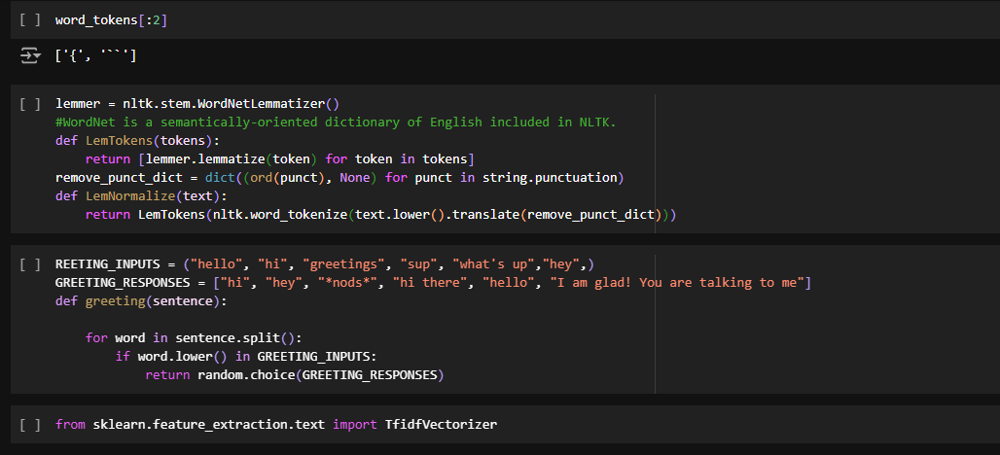 [ ] word_tokens[:2]
['{', '``']
[ ] lemmer = nltk.stem.WordNetLemmatizer()
#WordNet is a semantically-oriented dictionary of English included in NLTK.
def LemTokens(tokens):
    return [lemmer.lemmatize(token) for token in tokens]
remove_punct_dict = dict((ord(punct), None) for punct in string.punctuation)
def LemNormalize(text):
    return LemTokens(nltk.word_tokenize(text.lower().translate(remove_punct_dict)))
[ ] REETING_INPUTS = ("hello", "hi", "greetings", "sup", "what's up","hey",)
GREETING_RESPONSES = ["hi", "hey", "*nods*", "hi there", "hello", "I am glad! You are talking to me"]
def greeting(sentence):
    for word in sentence.split():
        if word.lower() in GREETING_INPUTS:
            return random.choice(GREETING_RESPONSES)
[ ] from sklearn.feature_extraction.text import TfidfVectorizer